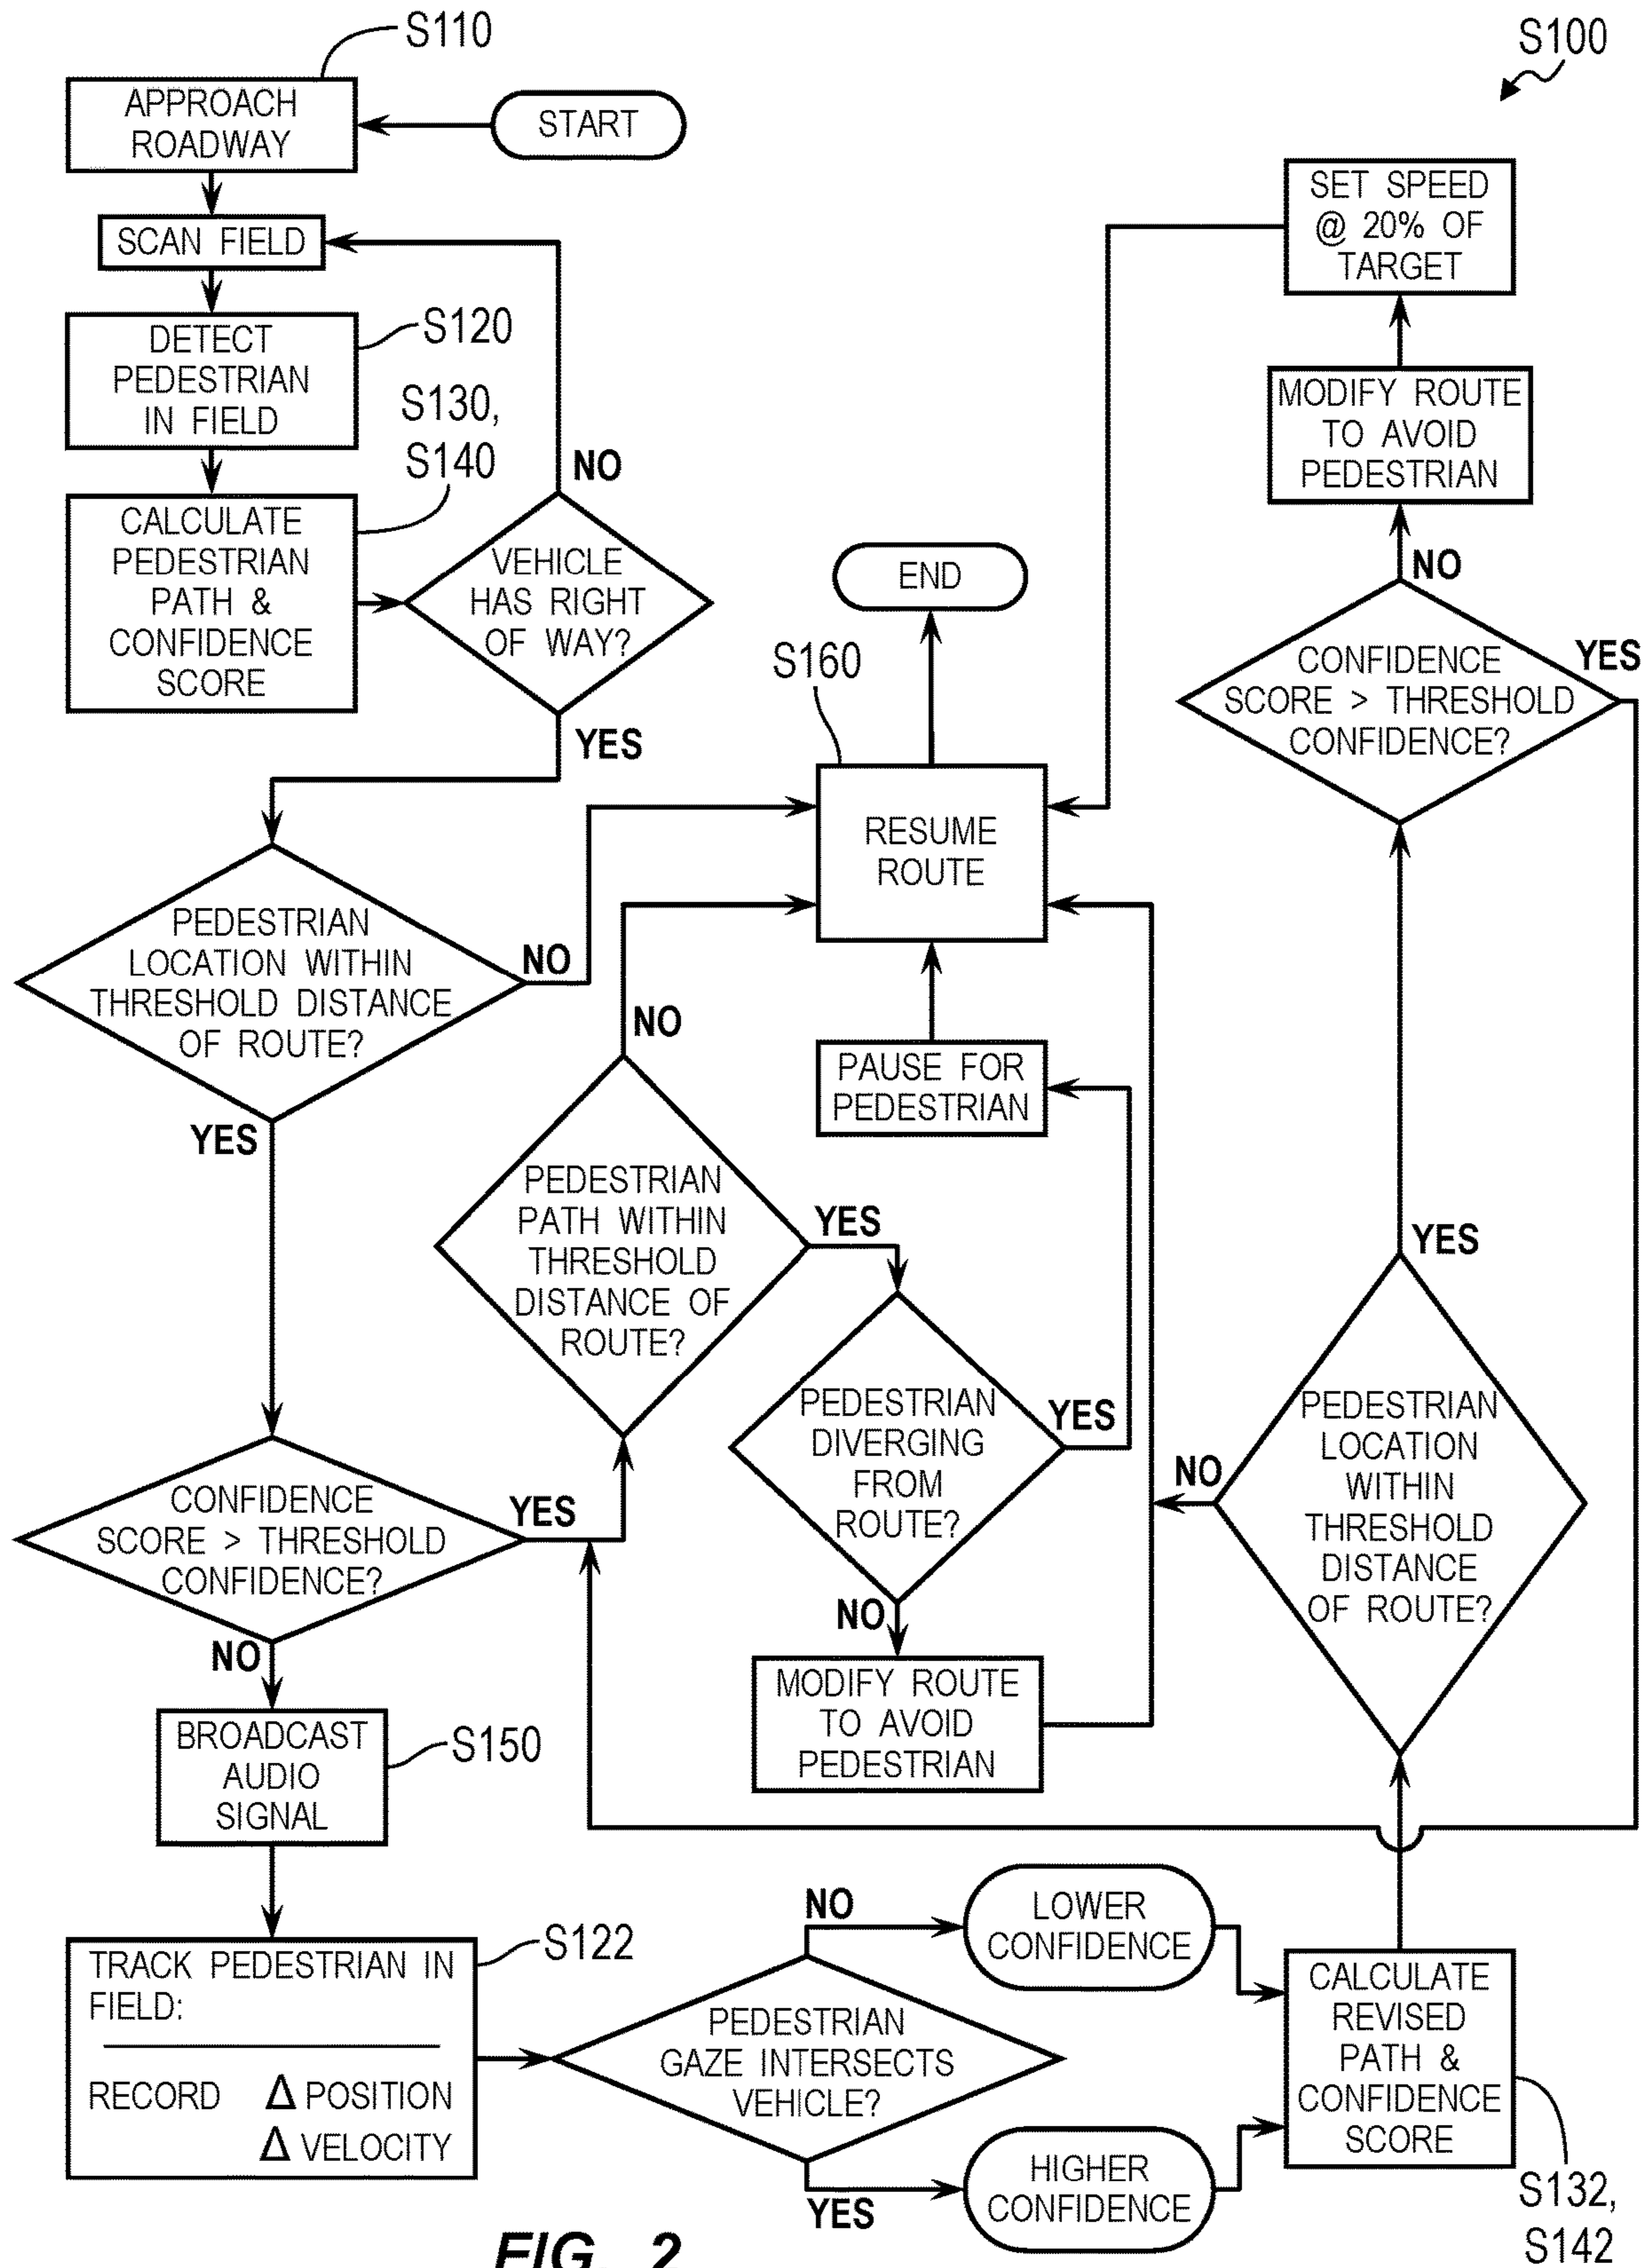 S110
S100
APPROACH
ROADWAY
START
SCAN FIELD
DETECT
PEDESTRIAN
IN FIELD
S120
S130,
S140
CALCULATE
PEDESTRIAN
PATH &
CONFIDENCE
SCORE
NO
VEHICLE
HAS RIGHT
OF WAY?
YES
SET SPEED
@ 20% OF
TARGET
MODIFY ROUTE
TO AVOID
PEDESTRIAN
NO
CONFIDENCE
SCORE > THRESHOLD
CONFIDENCE?
YES
END
S160
RESUME
ROUTE
PEDESTRIAN
LOCATION WITHIN
THRESHOLD DISTANCE
OF ROUTE?
NO
YES
NO
PAUSE FOR
PEDESTRIAN
PEDESTRIAN
PATH WITHIN
THRESHOLD
DISTANCE OF
ROUTE?
YES
PEDESTRIAN
DIVERGING
FROM
ROUTE?
YES
NO
MODIFY ROUTE
TO AVOID
PEDESTRIAN
YES
PEDESTRIAN
LOCATION
WITHIN
THRESHOLD
DISTANCE
OF ROUTE?
NO
CONFIDENCE
SCORE > THRESHOLD
CONFIDENCE?
YES
NO
BROADCAST
AUDIO
SIGNAL
S150
TRACK PEDESTRIAN IN
FIELD:
RECORD Δ POSITION
Δ VELOCITY
S122
PEDESTRIAN
GAZE INTERSECTS
VEHICLE?
NO
LOWER
CONFIDENCE
YES
HIGHER
CONFIDENCE
CALCULATE
REVISED
PATH &
CONFIDENCE
SCORE
S132,
S142
FIG. 2